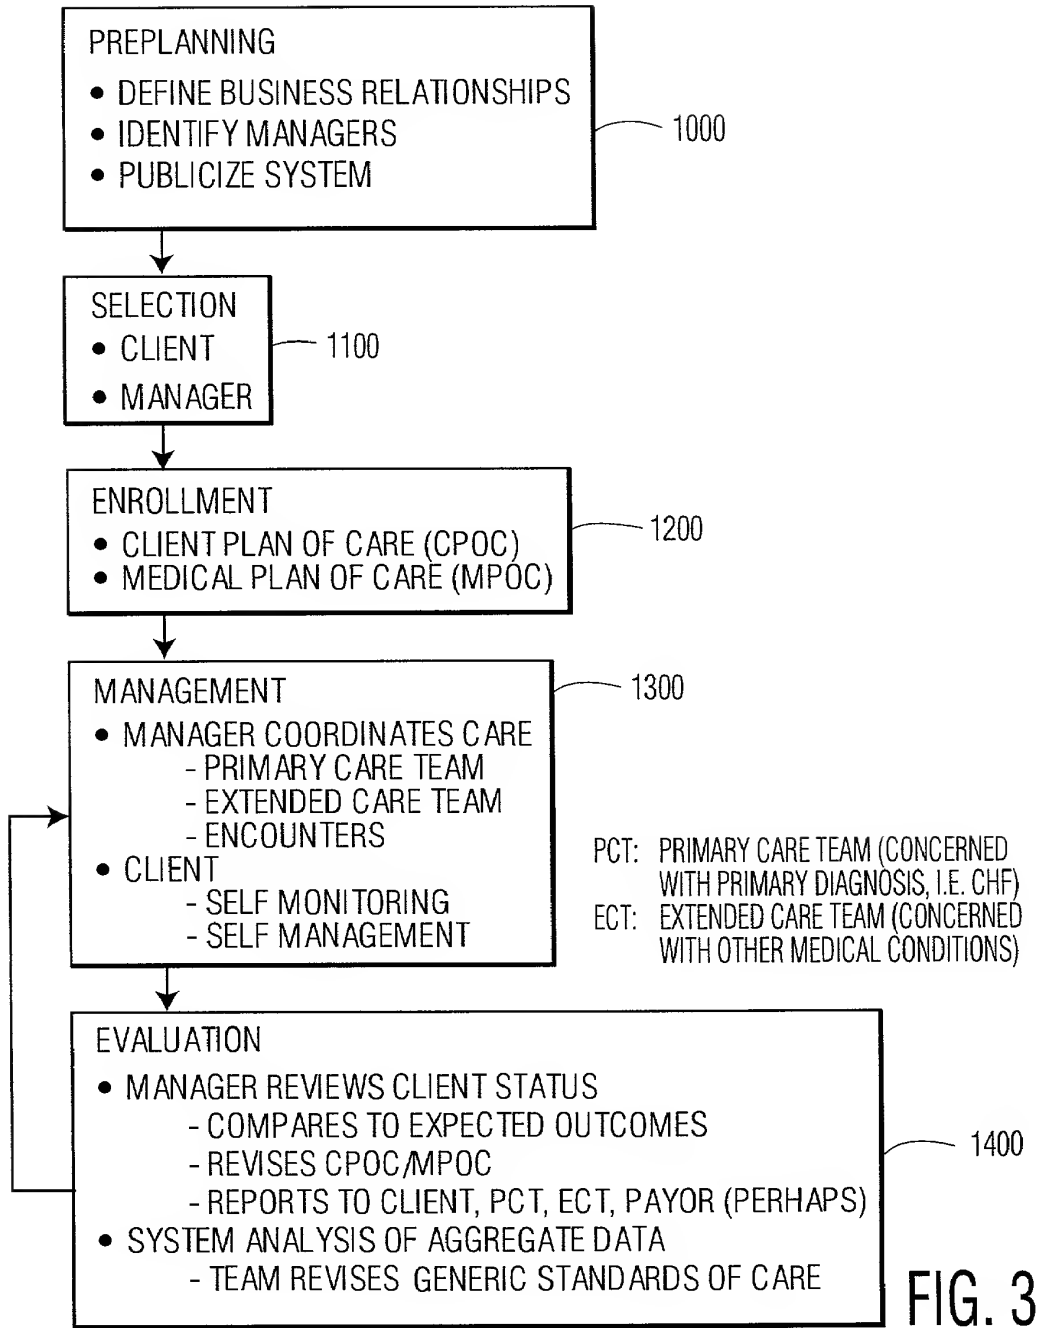 PREPLANNING
• DEFINE BUSINESS RELATIONSHIPS
• IDENTIFY MANAGERS
• PUBLICIZE SYSTEM
1000
SELECTION
• CLIENT
• MANAGER
1100
ENROLLMENT
• CLIENT PLAN OF CARE (CPOC)
• MEDICAL PLAN OF CARE (MPOC)
1200
MANAGEMENT
• MANAGER COORDINATES CARE
- PRIMARY CARE TEAM
- EXTENDED CARE TEAM
- ENCOUNTERS
• CLIENT
- SELF MONITORING
- SELF MANAGEMENT
1300
PCT: PRIMARY CARE TEAM (CONCERNED
WITH PRIMARY DIAGNOSIS, I.E. CHF)
ECT: EXTENDED CARE TEAM (CONCERNED
WITH OTHER MEDICAL CONDITIONS)
EVALUATION
• MANAGER REVIEWS CLIENT STATUS
- COMPARES TO EXPECTED OUTCOMES
- REVISES CPOC/MPOC
- REPORTS TO CLIENT, PCT, ECT, PAYOR (PERHAPS)
• SYSTEM ANALYSIS OF AGGREGATE DATA
- TEAM REVISES GENERIC STANDARDS OF CARE
1400
FIG. 3